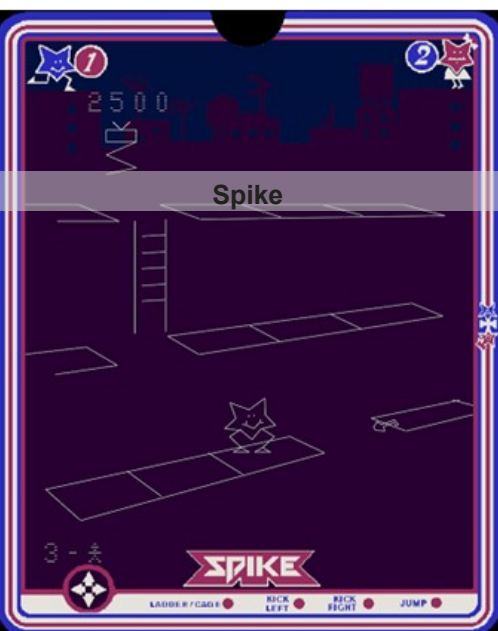 1
2
2500
Spike
3-
SPIKE
LADDER/CAGE
KICK
LEFT
KICK
RIGHT
JUMP